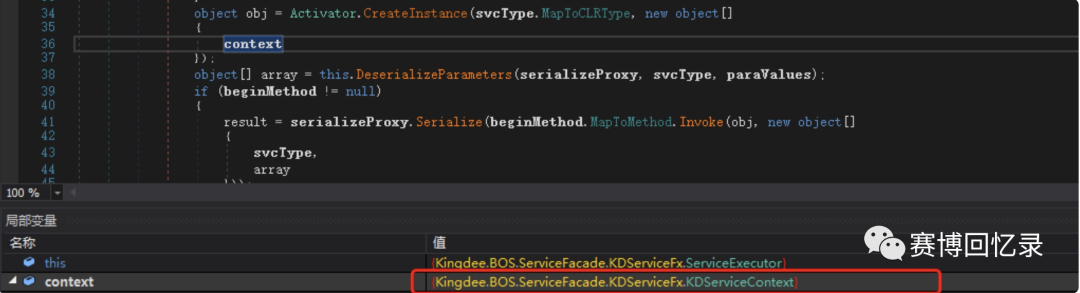 34 object obj = Activator.CreateInstance(svcType.MapToCLRType, new object[]
35 {
36 context
37 });
38 object[] array = this.DeserializeParameters(serializeProxy, svcType, paraValues);
39 if (beginMethod != null)
40 {
41 result = serializeProxy.Serialize(beginMethod.MapToMethod.Invoke(obj, new object[]
42 {
43 svcType,
44 array
45 }));
100 %
局部变量
名称 值
this {Kingdee.BOS.ServiceFacade.KDServiceFx.ServiceExecutor}
context {Kingdee.BOS.ServiceFacade.KDServiceFx.KDServiceContext}
赛博回忆录